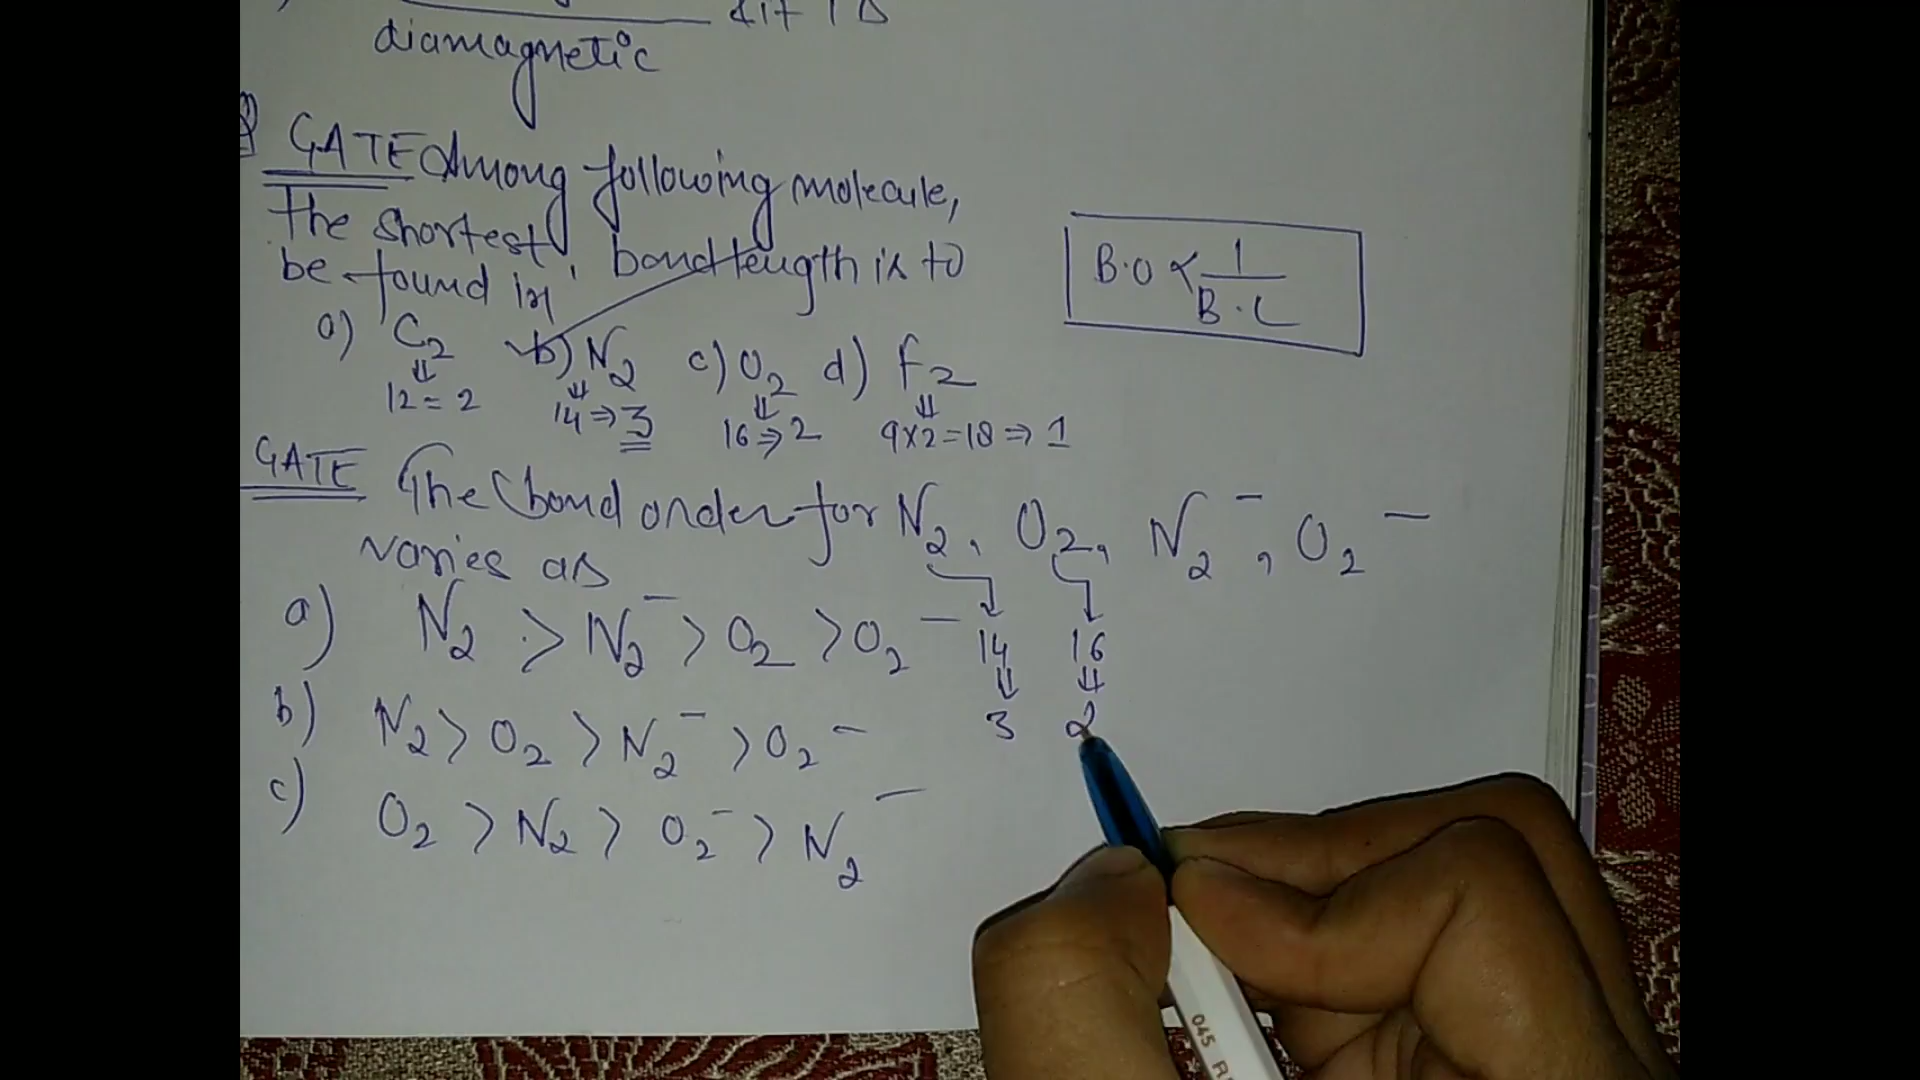 diamagnetic
GATE Among following molecule,
The shortest bond length is to
be found in
a) C2 b) N2 c) O2 d) F2
12 = 2 14 ⇒ 3 16 ⇒ 2 9×2=18 ⇒ 1
B.O ∝ 1
B.L
GATE The bond order for N2, O2, N2⁻, O2⁻
varies as
a) N2 > N2⁻ > O2 > O2⁻
14 16
b) N2 > O2 > N2⁻ > O2⁻
3 2
c) O2 > N2 > O2⁻ > N2⁻
045